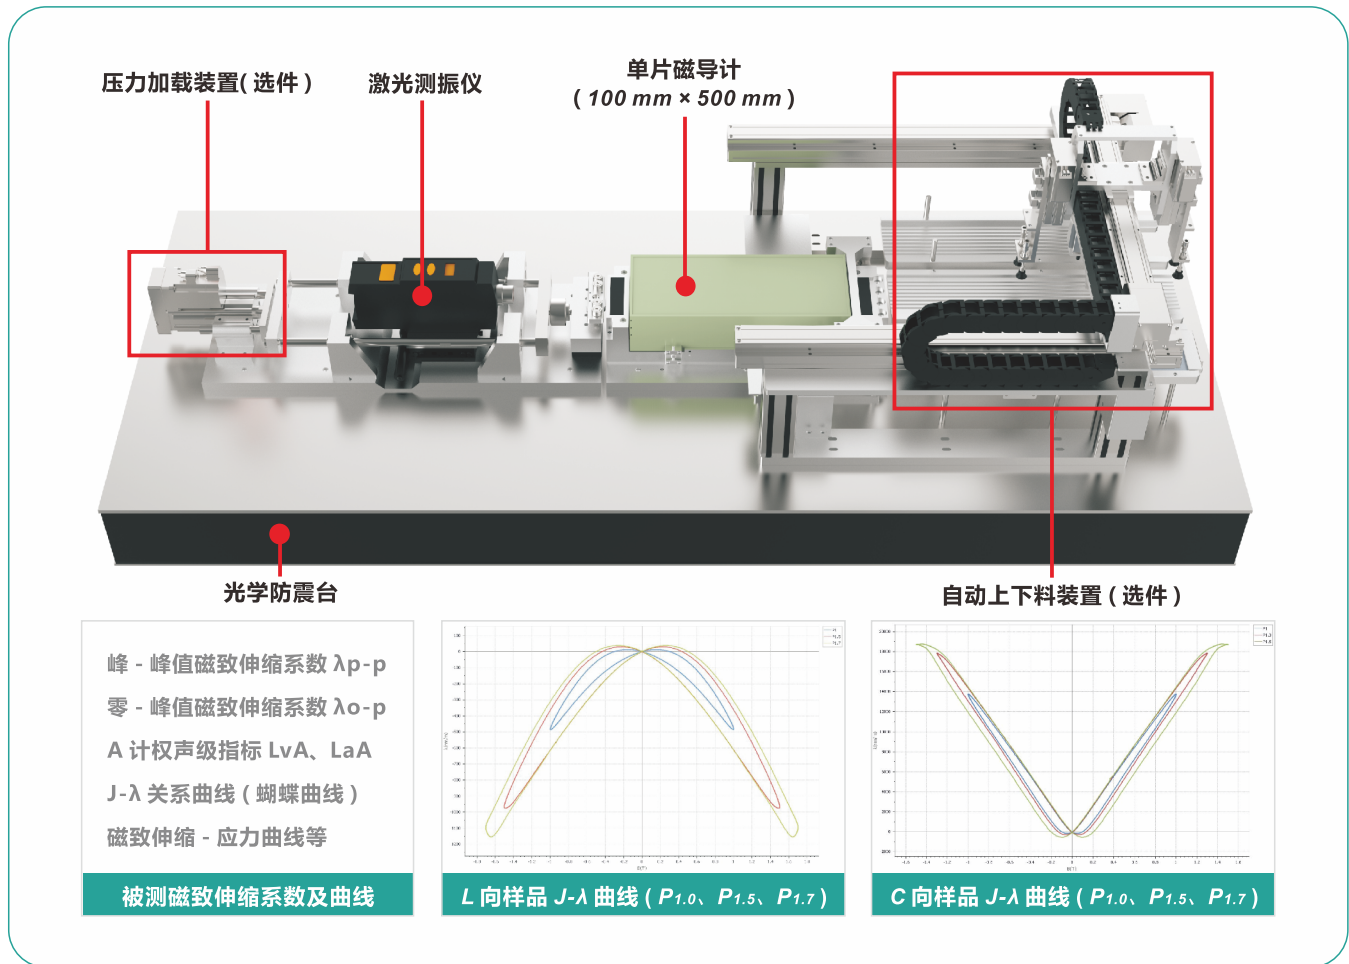 压力加载装置( 选件 )
激光测振仪
单片磁导计
( 100 mm × 500 mm )
光学防震台
自动上下料装置 ( 选件 )
峰 - 峰值磁致伸缩系数 λp-p
零 - 峰值磁致伸缩系数 λo-p
A 计权声级指标 LvA、LaA
J-λ 关系曲线 ( 蝴蝶曲线 )
磁致伸缩 - 应力曲线等
被测磁致伸缩系数及曲线
L 向样品 J-λ 曲线 ( P1.0、P1.5、P1.7 )
C 向样品 J-λ 曲线 ( P1.0、P1.5、P1.7 )